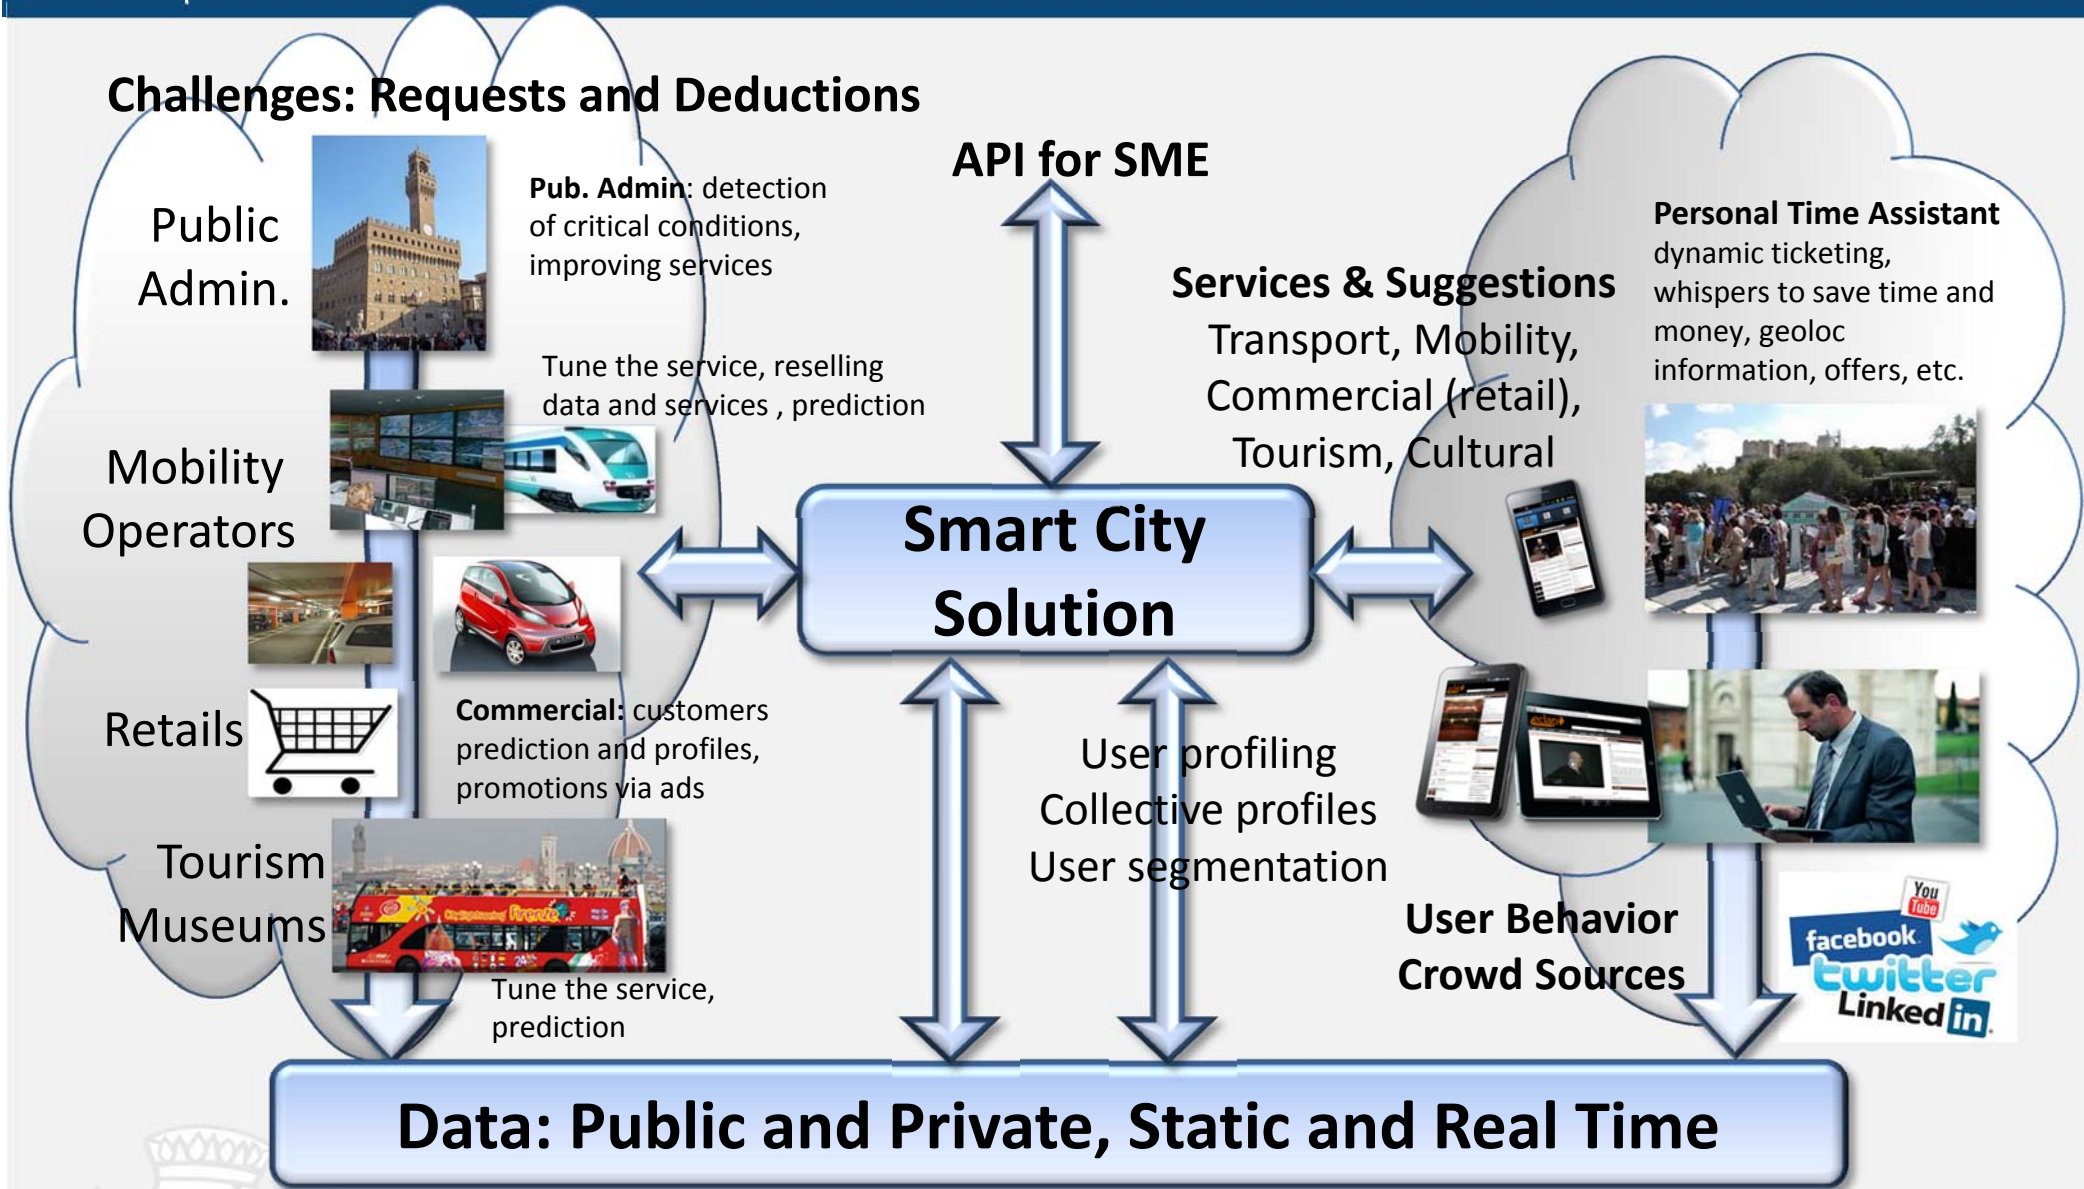 Challenges: Requests and Deductions
API for SME
Public
Admin.
Pub. Admin: detection
of critical conditions,
improving services
Tune the service, reselling
data and services , prediction
Mobility
Operators
Retails
Commercial: customers
prediction and profiles,
promotions via ads
Tourism
Museums
Firenze
Tune the service,
prediction
Smart City
Solution
Services & Suggestions
Transport, Mobility,
Commercial (retail),
Tourism, Cultural
Personal Time Assistant
dynamic ticketing,
whispers to save time and
money, geoloc
information, offers, etc.
User profiling
Collective profiles
User segmentation
User Behavior
Crowd Sources
You
Tube
facebook
twitter
Linked in
Data: Public and Private, Static and Real Time